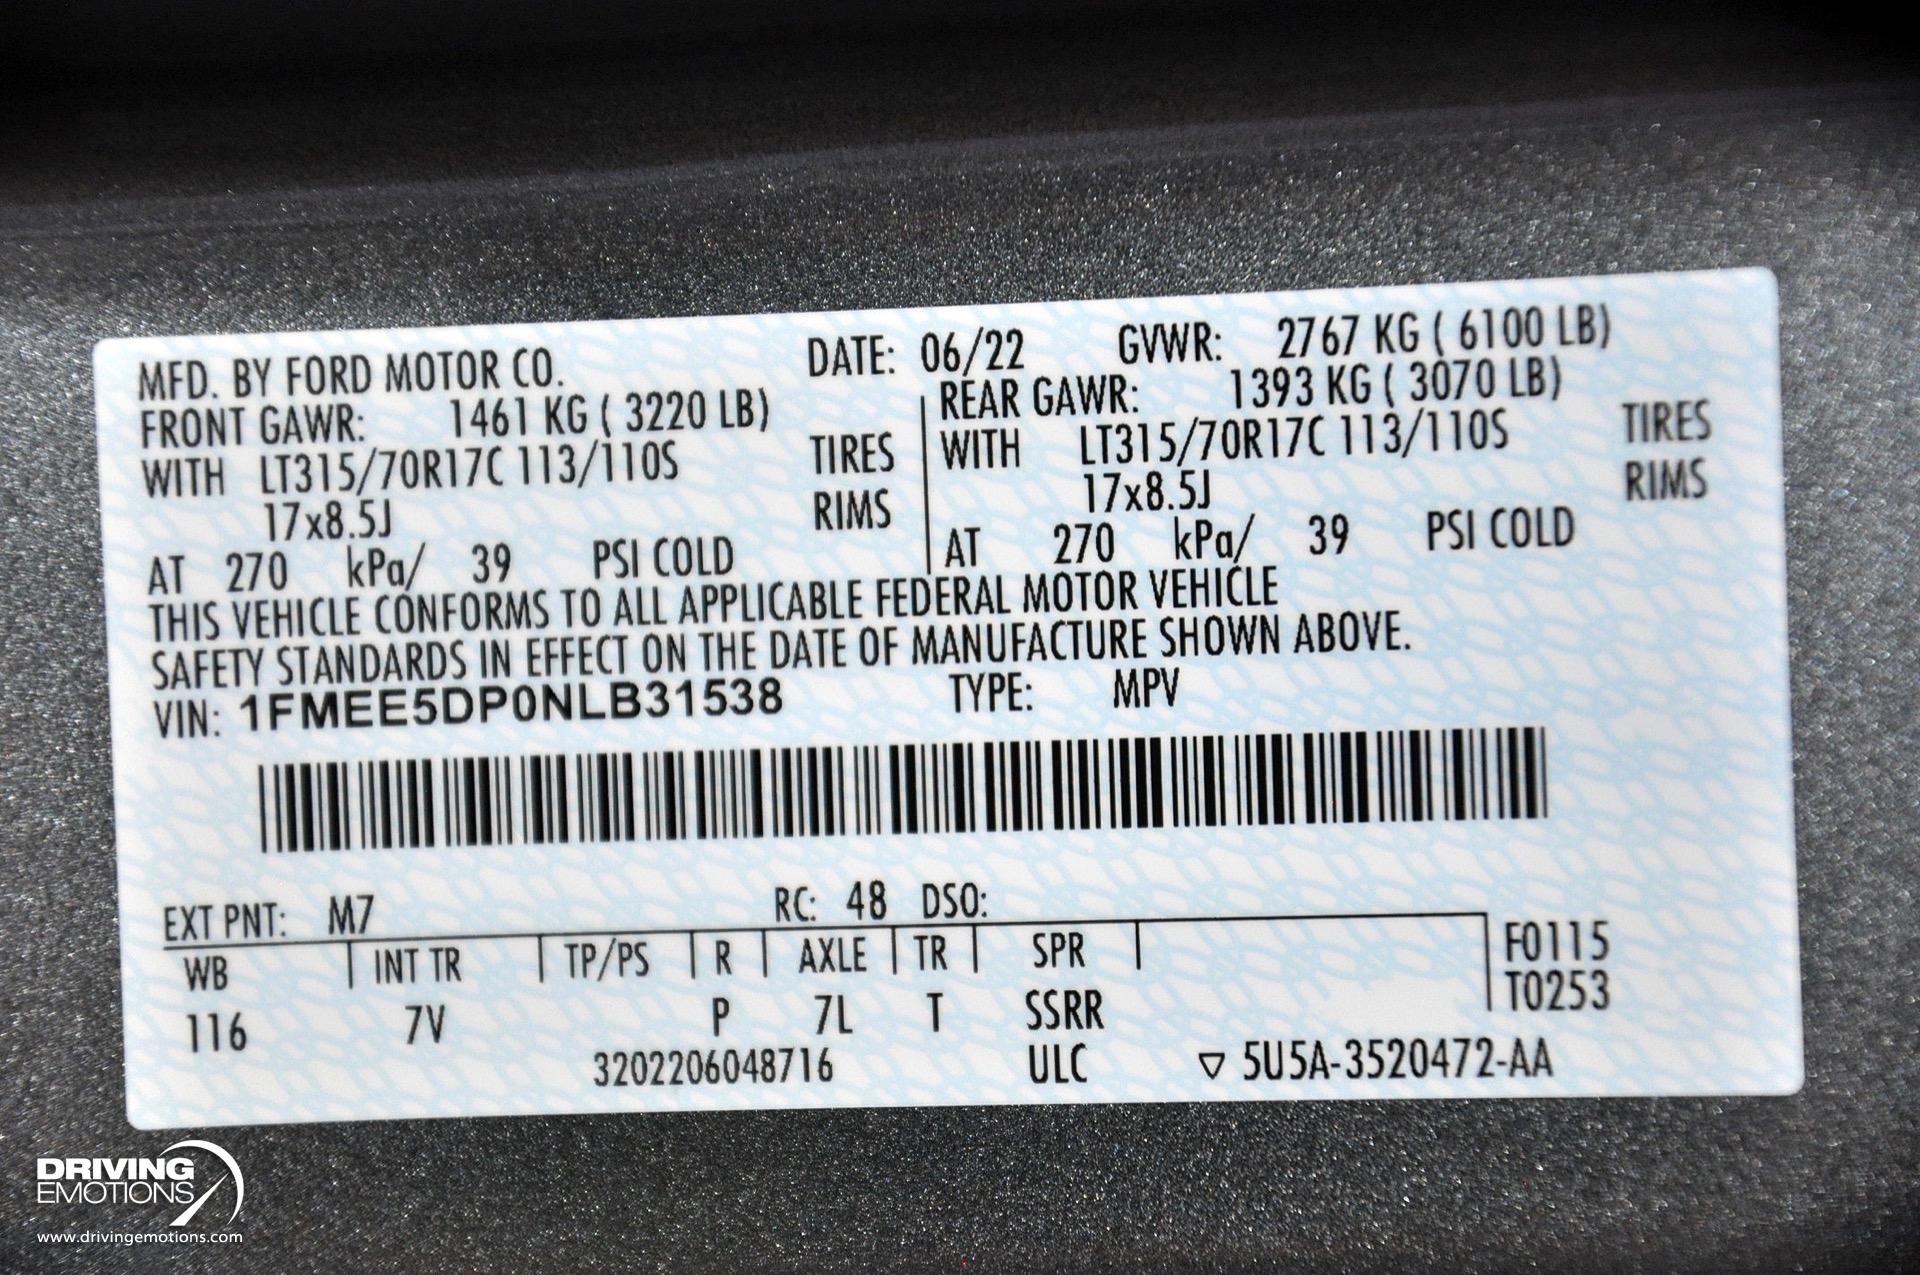 MFD. BY FORD MOTOR CO. DATE: 06/22 GVWR: 2767 KG ( 6100 LB)
FRONT GAWR: 1461 KG ( 3220 LB) REAR GAWR: 1393 KG ( 3070 LB)
WITH LT315/70R17C 113/110S TIRES WITH LT315/70R17C 113/110S TIRES
17x8.5J RIMS 17x8.5J RIMS
AT 270 kPa/ 39 PSI COLD AT 270 kPa/ 39 PSI COLD
THIS VEHICLE CONFORMS TO ALL APPLICABLE FEDERAL MOTOR VEHICLE
SAFETY STANDARDS IN EFFECT ON THE DATE OF MANUFACTURE SHOWN ABOVE.
VIN: 1FMEE5DP0NLB31538 TYPE: MPV
EXT PNT: M7 RC: 48 DSO:
WB INT TR TP/PS R AXLE TR SPR F0115
T0253
116 7V P 7L T SSRR
3202206048716 ULC ▽ 5U5A-3520472-AA
DRIVING
EMOTIONS
www.drivingemotions.com